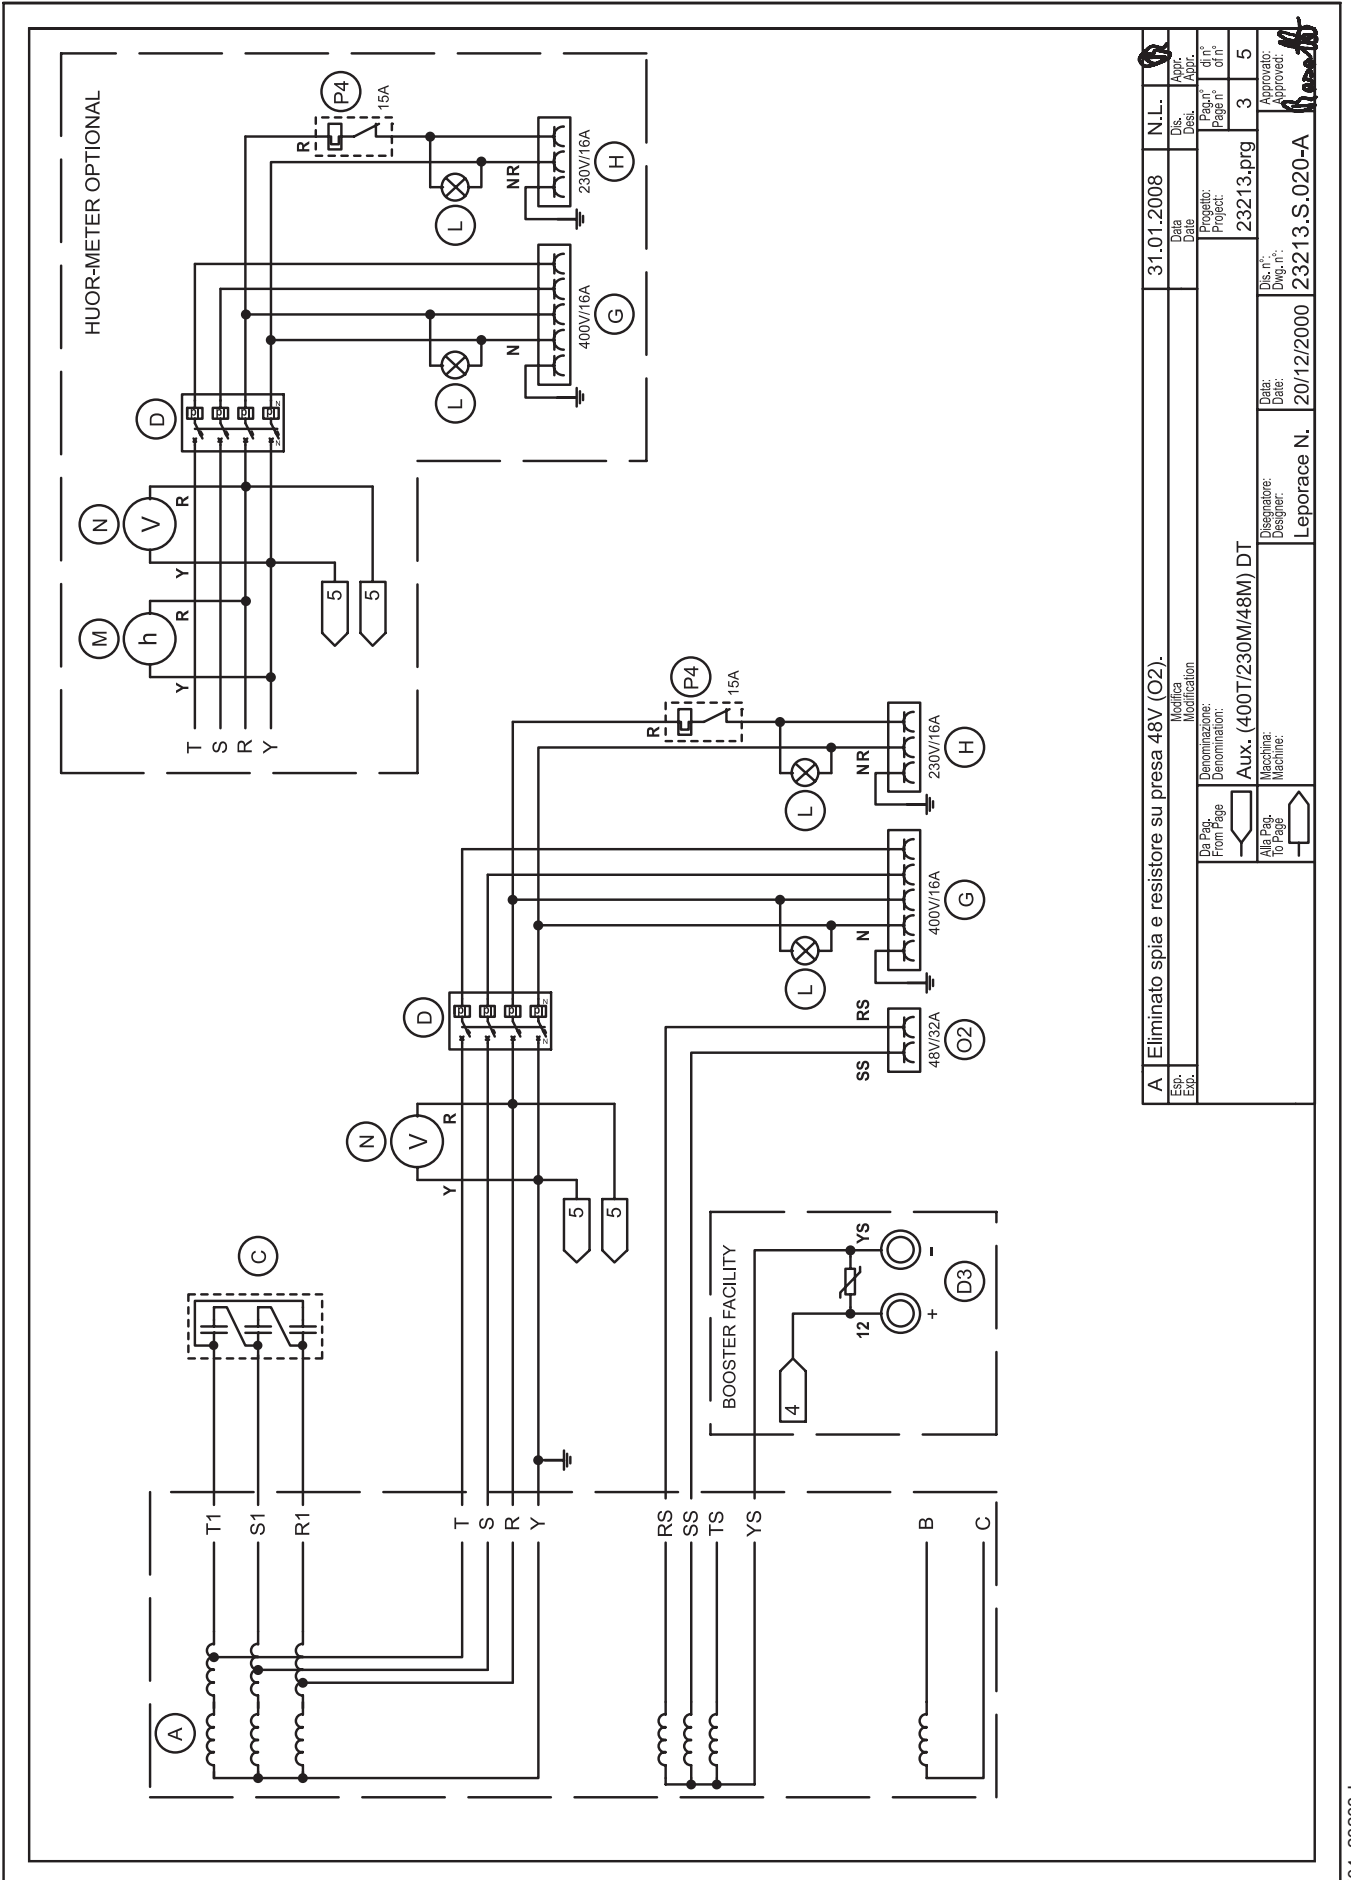 HUOR-METER OPTIONAL
M
N
D
h
V
Y
R
Y
R
T
S
R
Y
5
5
N
Z
L
N
G
400V/16A
P4
15A
R
L
NR
H
230V/16A
C
N
V
Y
R
5
5
D
N
Z
P4
15A
R
L
NR
H
230V/16A
L
N
G
400V/16A
RS
SS
O2
48V/32A
BOOSTER FACILITY
4
12
YS
+
-
D3
A
T1
S1
R1
T
S
R
Y
RS
SS
TS
YS
B
C
A
Eliminato spia e resistore su presa 48V (O2).
31.01.2008
N.L.
Esp.
Exp.
Modifica
Modification
Data
Date
Dis.
Desi.
Appr.
Appr.
Da Pag.
From Page
Denominazione:
Denomination:
Aux. (400T/230M/48M) DT
Progetto:
Project:
23213.prg
Pag.n°
Page n°
3
di n°
of n°
5
Alla Pag.
To Page
Macchina:
Machine:
Disegnatore:
Designer:
Leporace N.
Data:
Date:
20/12/2000
Dis. n°:
Dwg. n°:
23213.S.020-A
Approvato:
Approved: